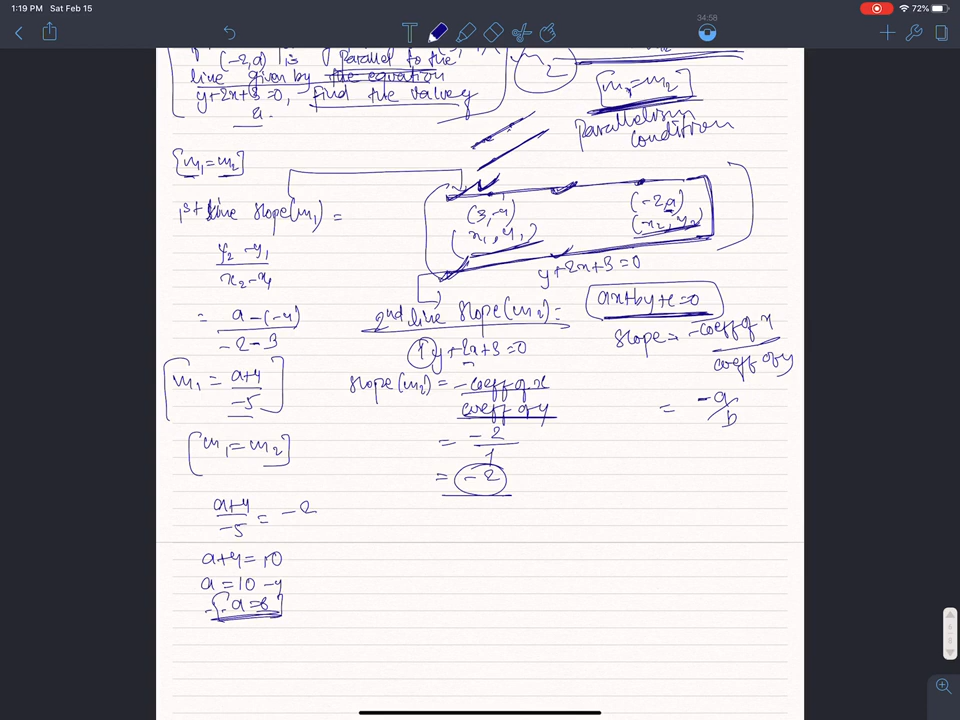 1:19 PM Sat Feb 15
34:58
72%
T
(-2,a) is parallel to the
line given by the equation
y+2x+3=0, find the value of
a.
m2
[m1=m2]
Parallelism
condition
[m1=m2]
1st line slope(m1) =
y2-y1
x2-x1
= a-(-4)
-2-3
m1 = a+4
-5
[m1=m2]
a+4
-5 = -2
a+4=10
a=10-4
a=6
(3,-4)
(x1, y1)
(-2,a)
(x2, y2)
y+2x+3=0
2nd line slope(m2)=
1y+2x+3=0
slope(m2) = -coeff of x
coeff of y
= -2
1
= -2
ax+by+c=0
slope = -coeff of x
coeff of y
= -a/b